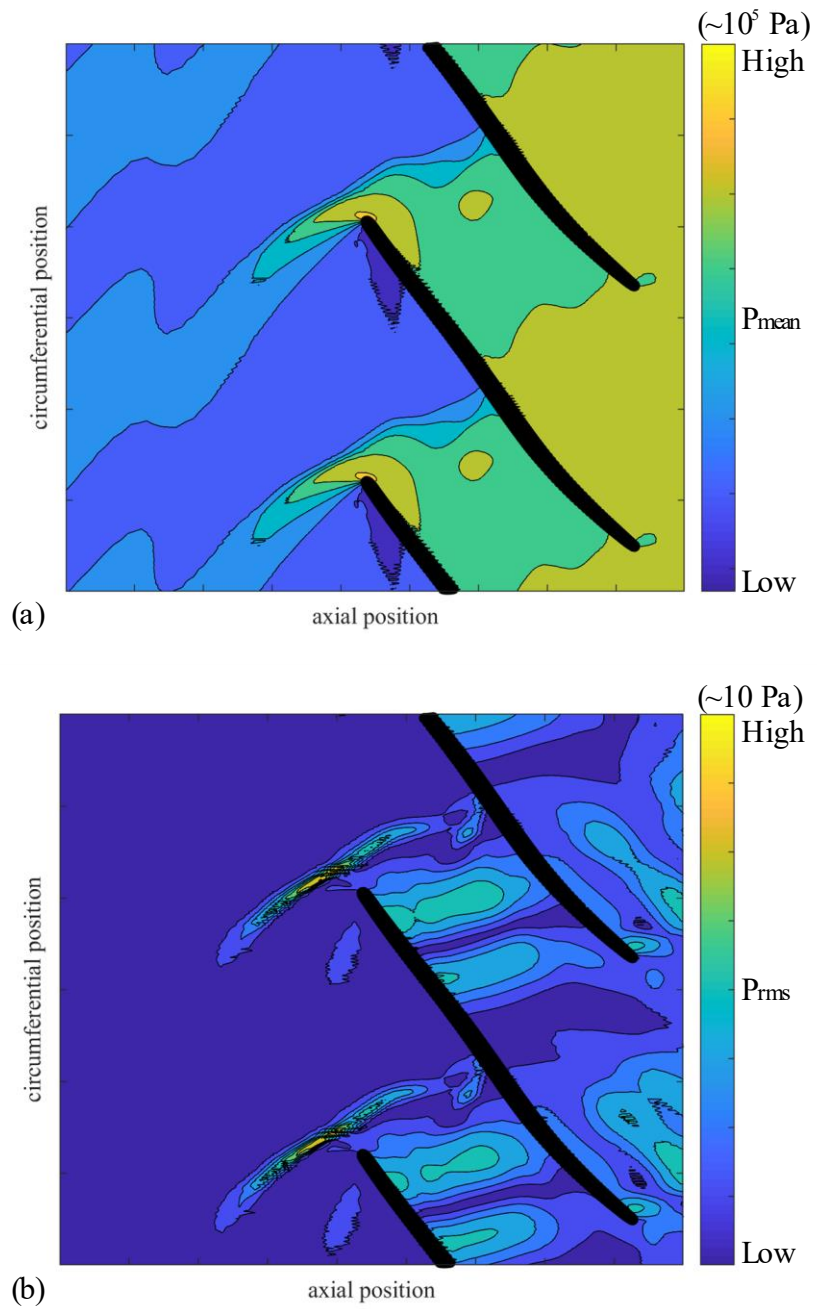 (~10⁵ Pa)
High
circumferential position
Pmean
Low
(a)
axial position
(~10 Pa)
High
circumferential position
Prms
Low
(b)
axial position